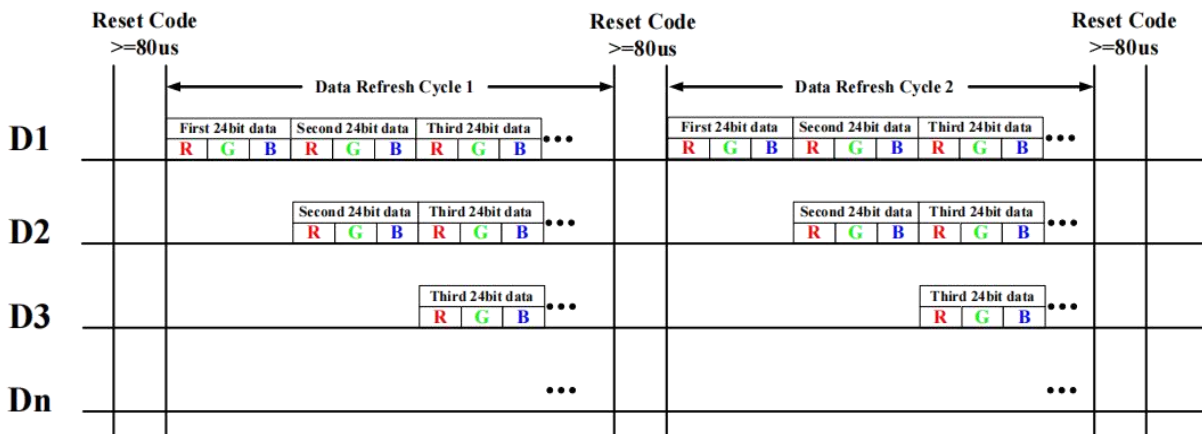 Reset Code Reset Code Reset Code
>=80us >=80us >=80us
Data Refresh Cycle 1 Data Refresh Cycle 2
First 24bit data Second 24bit data Third 24bit data First 24bit data Second 24bit data Third 24bit data
D1 R G B R G B R G B ••• R G B R G B R G B •••
Second 24bit data Third 24bit data Second 24bit data Third 24bit data
D2 R G B R G B ••• R G B R G B •••
Third 24bit data Third 24bit data
D3 R G B ••• R G B •••
Dn ••• •••